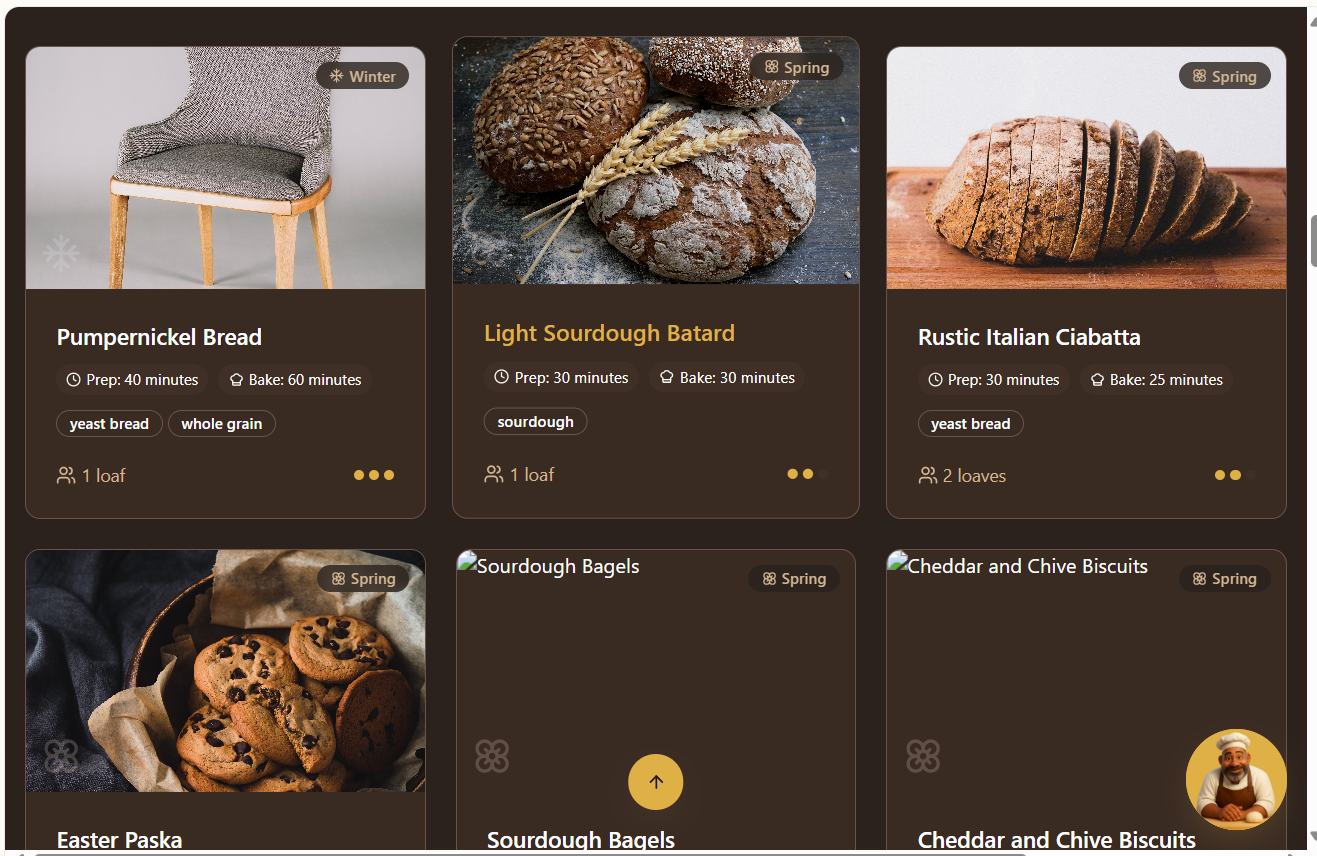 Winter
Spring
Spring
Pumpernickel Bread
Light Sourdough Batard
Rustic Italian Ciabatta
Prep: 40 minutes
Bake: 60 minutes
Prep: 30 minutes
Bake: 30 minutes
Prep: 30 minutes
Bake: 25 minutes
yeast bread
whole grain
sourdough
yeast bread
1 loaf
1 loaf
2 loaves
Spring
Sourdough Bagels
Spring
Cheddar and Chive Biscuits
Spring
Easter Paska
Sourdough Bagels
Cheddar and Chive Biscuits